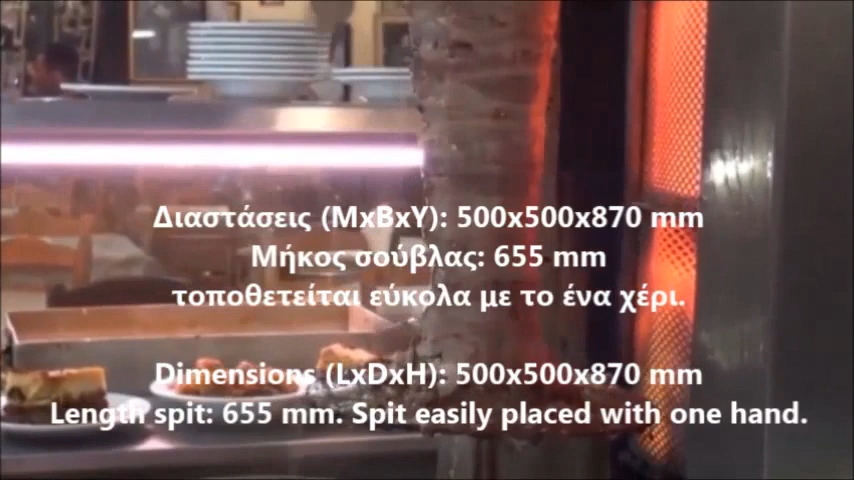 Διαστάσεις (ΜxΒxΥ): 500x500x870 mm
Μήκος σούβλας: 655 mm
τοποθετείται εύκολα με το ένα χέρι.
Dimensions (LxDxH): 500x500x870 mm
Length spit: 655 mm. Spit easily placed with one hand.